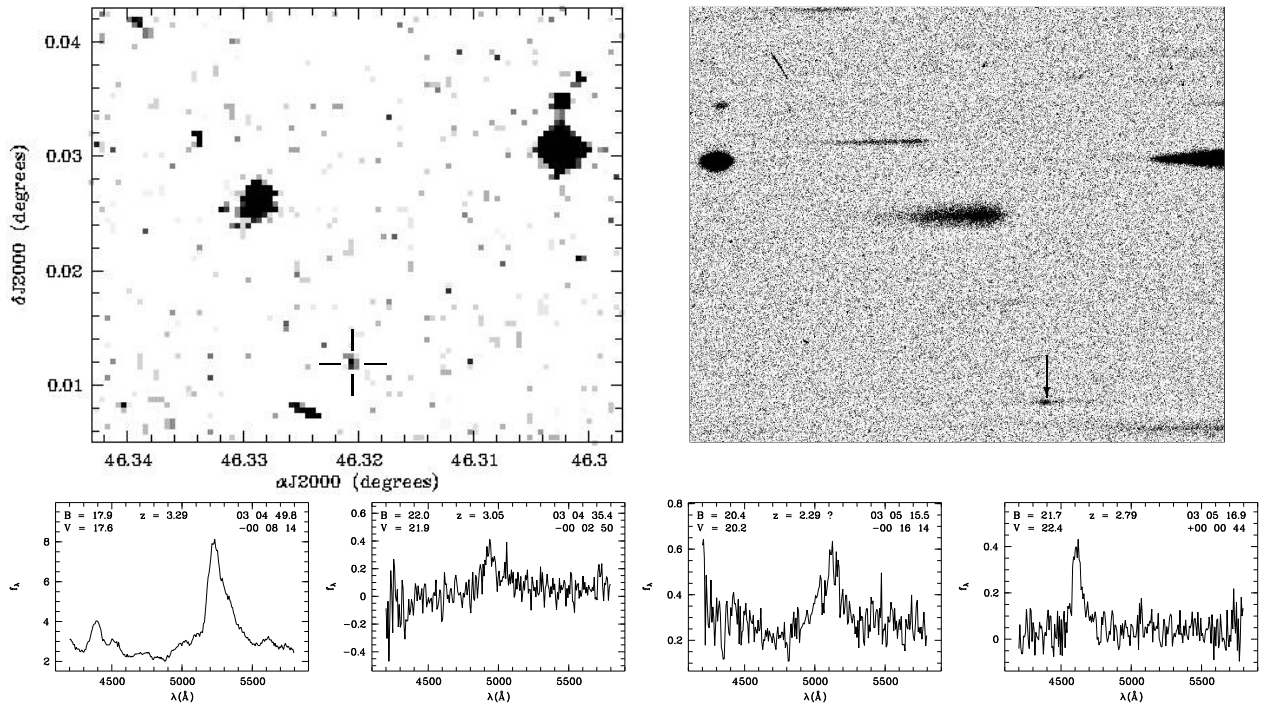 0.04
0.03
0.02
0.01
δJ2000 (degrees)
46.34 46.33 46.32 46.31 46.3
αJ2000 (degrees)
B = 17.9 z = 3.29 03 04 49.8
V = 17.6 -00 08 14
8
6
4
2
fλ
4500 5000 5500
λ(Å)
B = 22.0 z = 3.05 03 04 35.4
V = 21.9 -00 02 50
0.4
0.2
0
-0.2
-0.4
fλ
4500 5000 5500
λ(Å)
B = 20.4 z = 2.29 ? 03 05 15.5
V = 20.2 -00 16 14
0.8
0.6
0.4
0.2
fλ
4500 5000 5500
λ(Å)
B = 21.7 z = 2.79 03 05 16.9
V = 22.4 +00 00 44
0.4
0.2
0
fλ
4500 5000 5500
λ(Å)